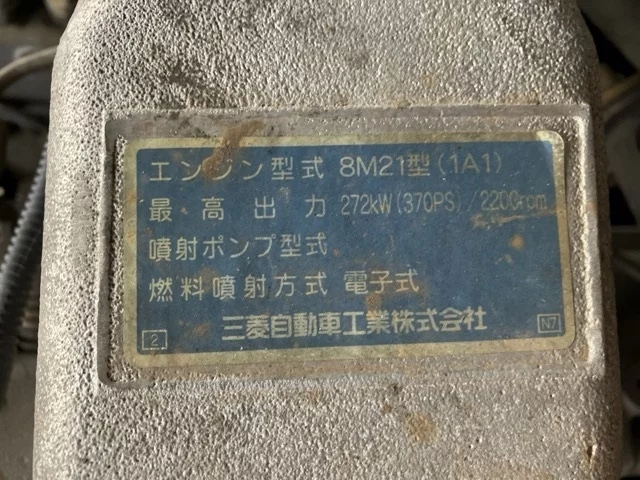 エンジン型式 8M21型(1A1)
最高出力 272kW(370PS)/2200rpm
噴射ポンプ型式
燃料噴射方式 電子式
2 三菱自動車工業株式会社 N7